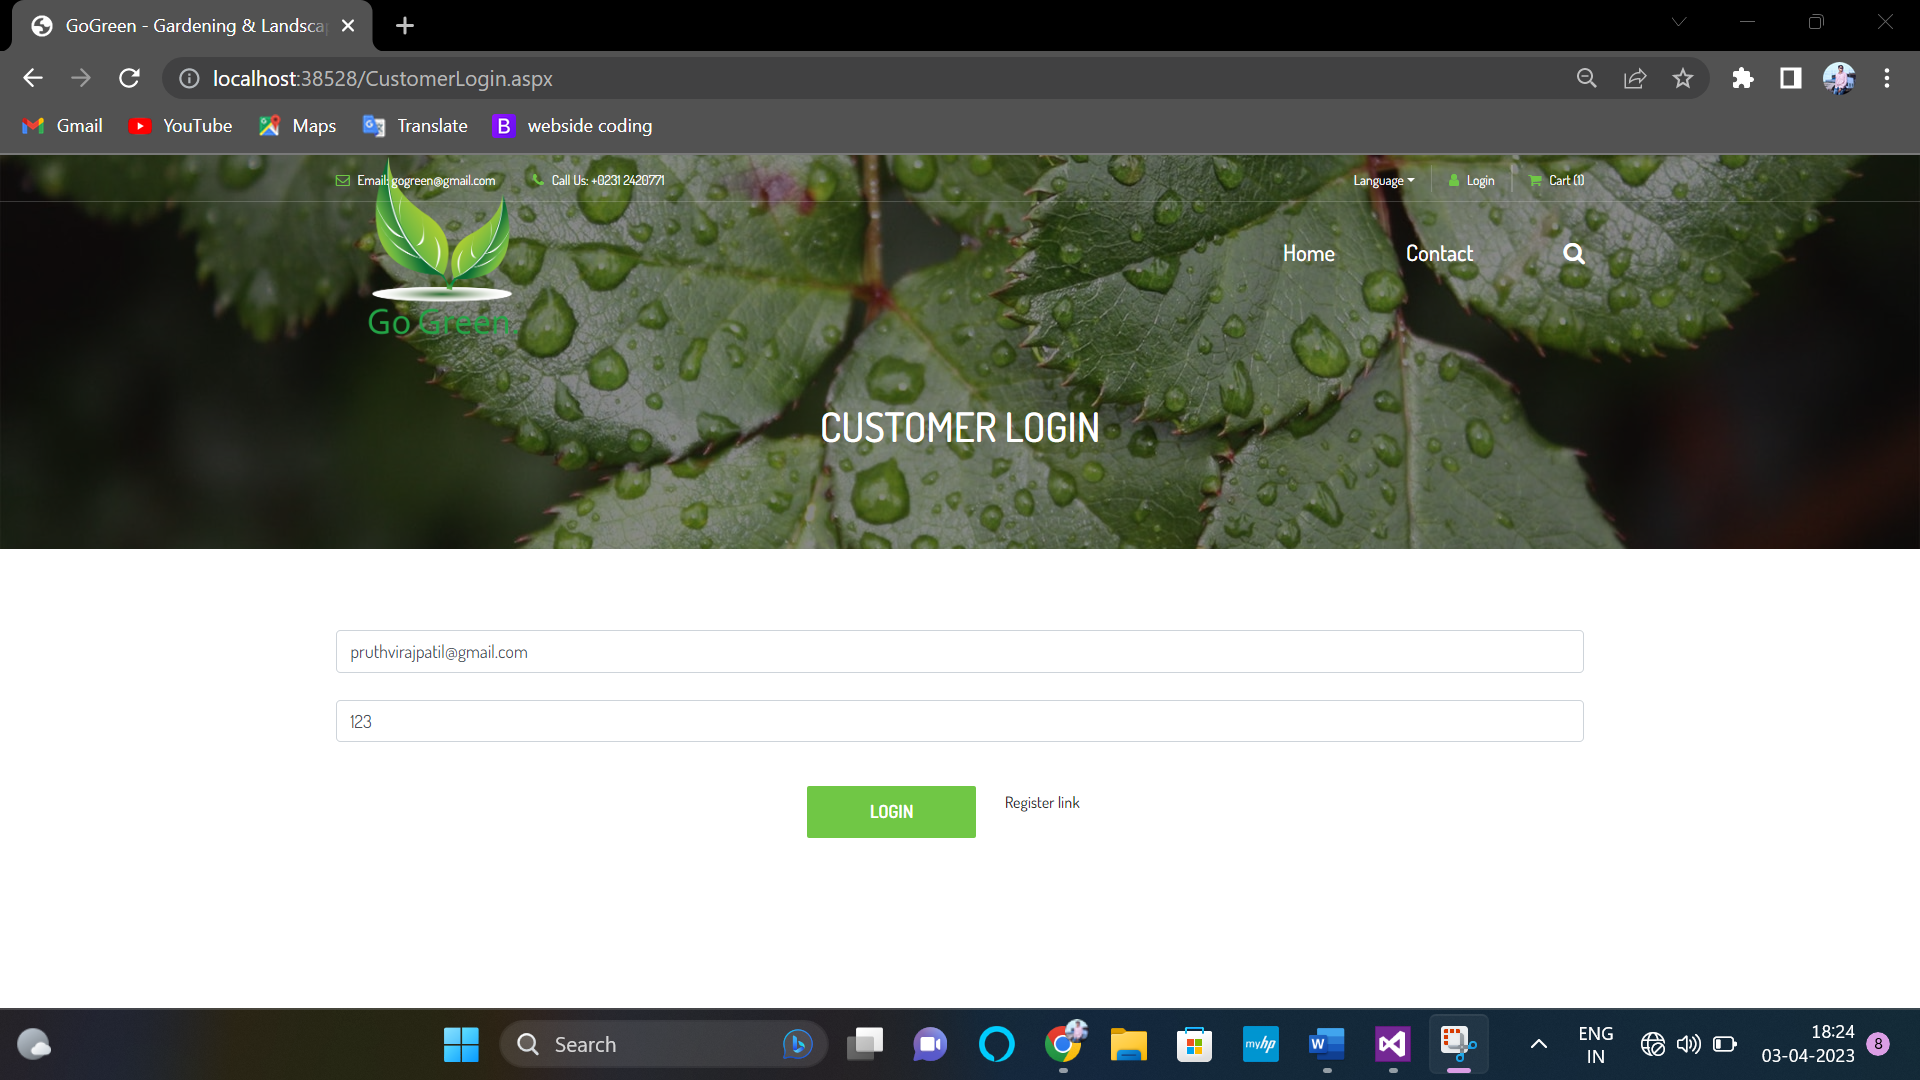 GoGreen - Gardening & Landsca
localhost:38528/CustomerLogin.aspx
Gmail YouTube Maps Translate B webside coding
Email: gogreen@gmail.com Call Us: +0231 2420771 Language Login Cart (1)
Home Contact
Go Green.
CUSTOMER LOGIN
pruthvirajpatil@gmail.com
123
LOGIN Register link
Search myhp W ENG IN 18:24 03-04-2023 8